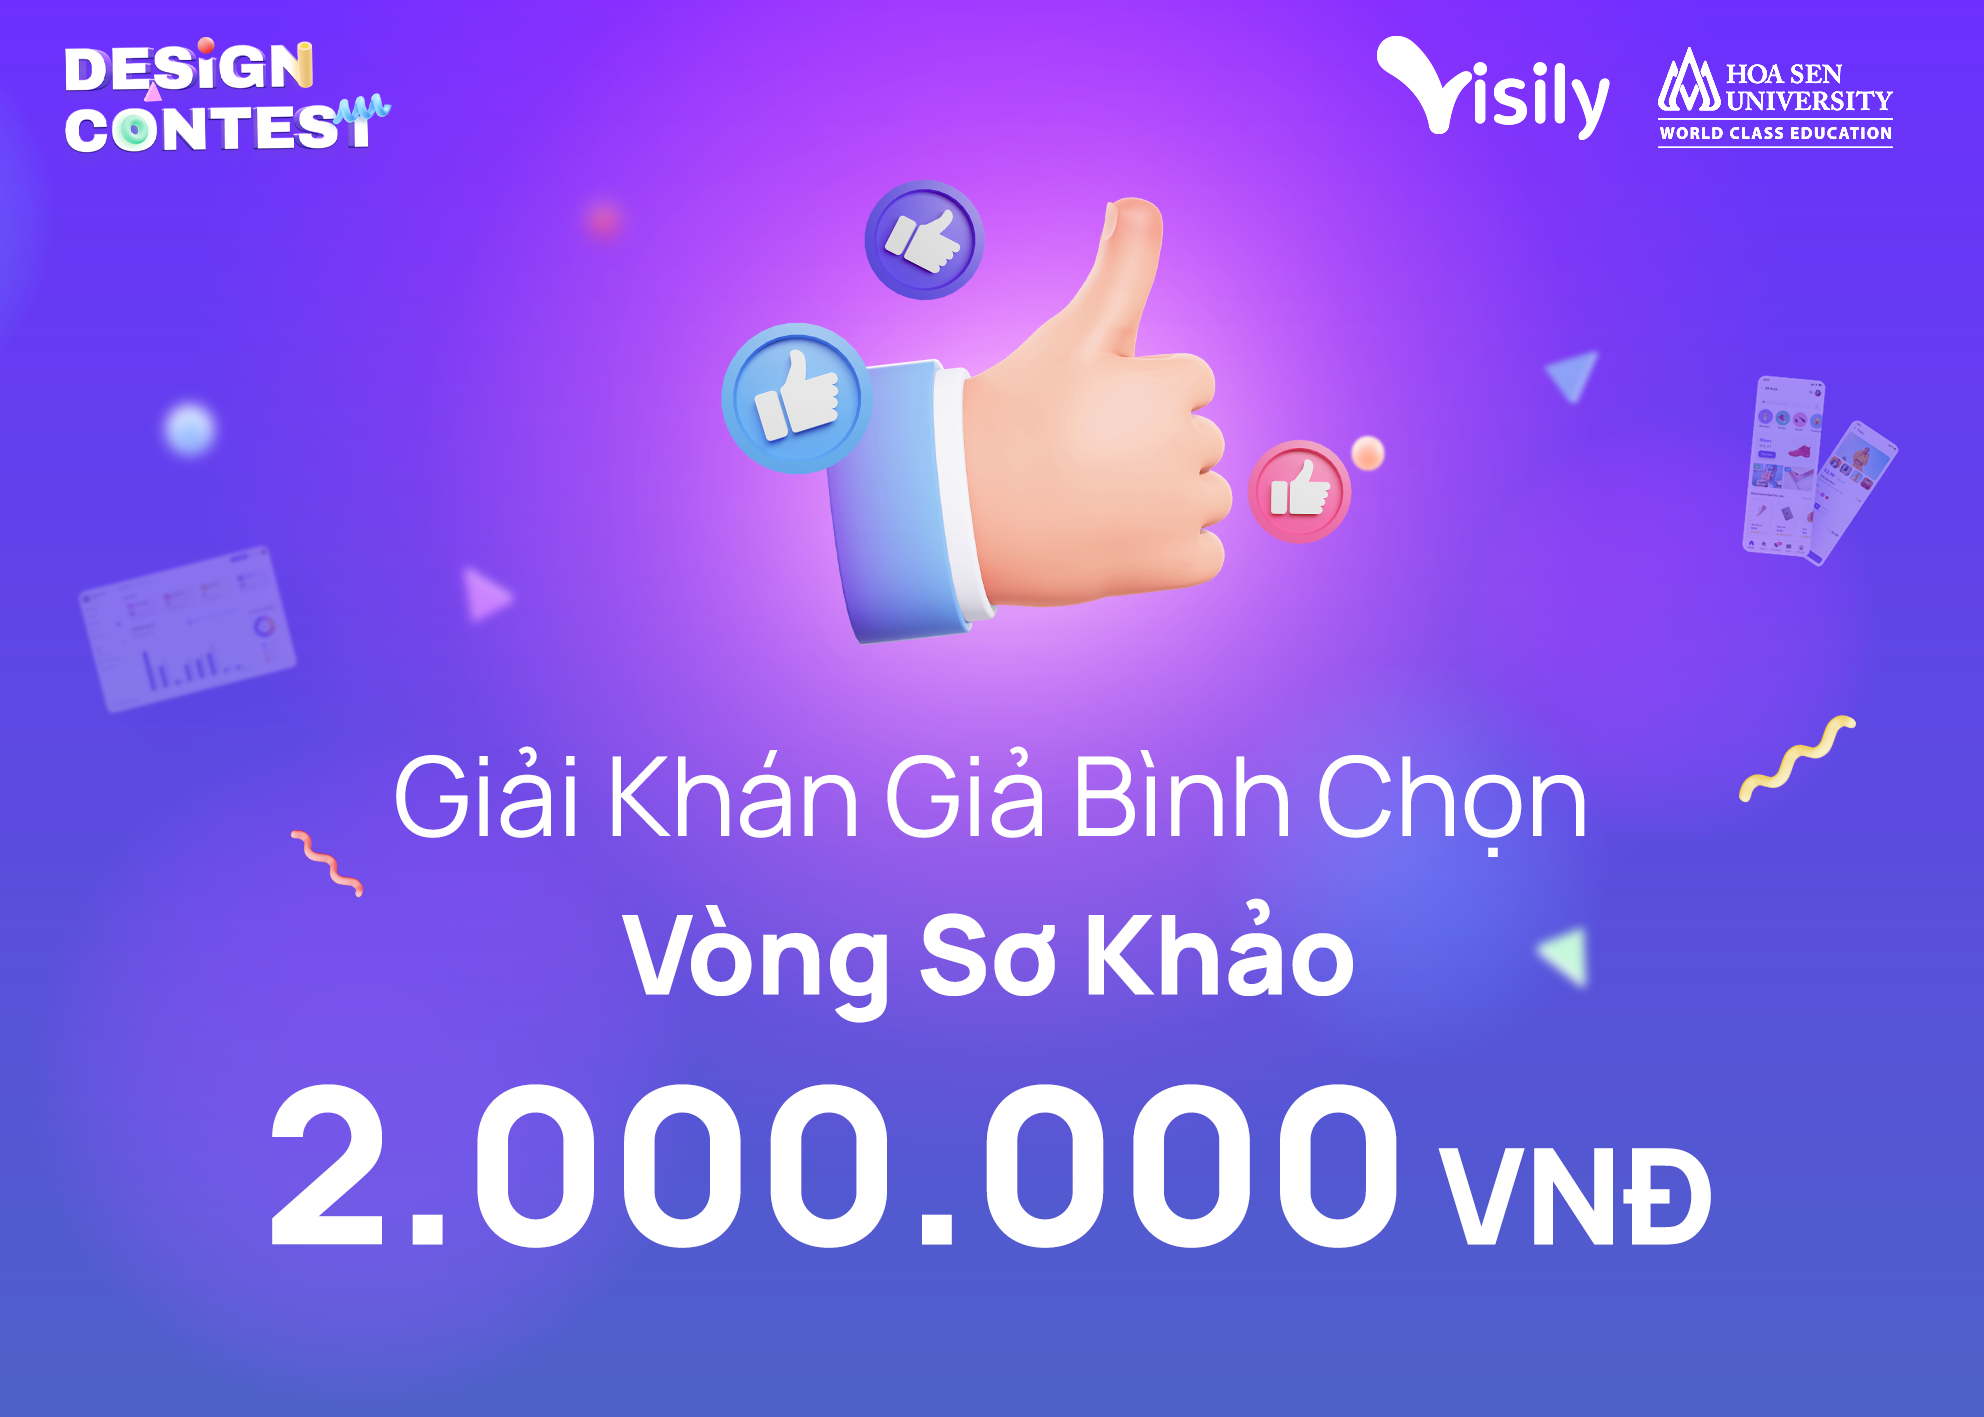 DESiGN
CONTEST
Visily
HOA SEN
UNIVERSITY
WORLD CLASS EDUCATION
Giải Khán Giả Bình Chọn
Vòng Sơ Khảo
2.000.000 VNĐ